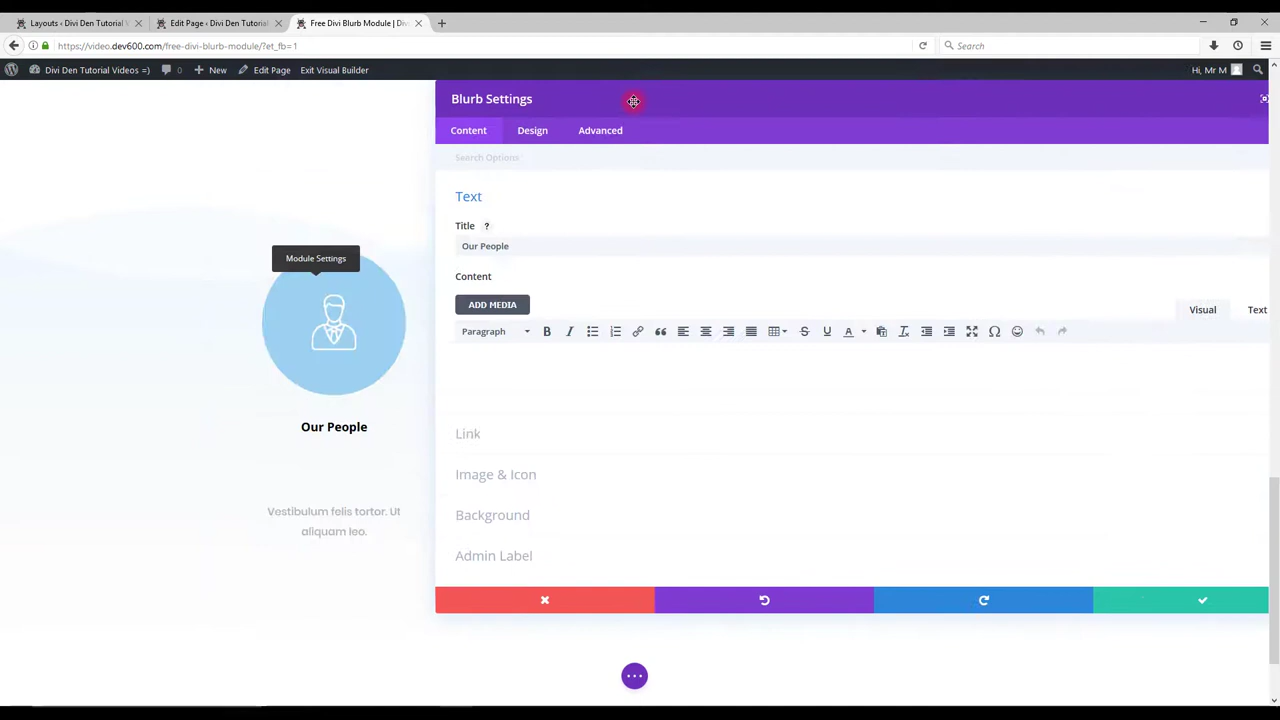 Layouts ‹ Divi Den Tutorial
Edit Page ‹ Divi Den Tutorial
Free Divi Blurb Module | Div
https://video.dev600.com/free-divi-blurb-module/?et_fb=1
Search
Divi Den Tutorial Videos =)
0
New
Edit Page
Exit Visual Builder
Hi, Mr M
Blurb Settings
Content
Design
Advanced
Search Options
Text
Title ?
Our People
Content
ADD MEDIA
Visual
Text
Paragraph
Module Settings
Our People
Vestibulum felis tortor. Ut
aliquam leo.
Link
Image & Icon
Background
Admin Label